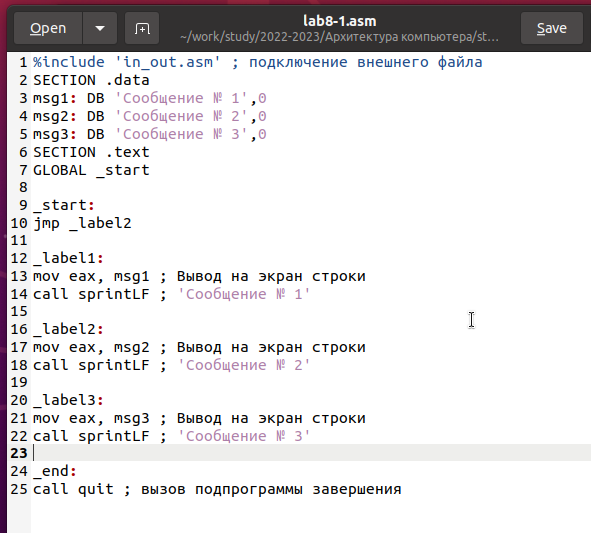 Open
lab8-1.asm
~/work/study/2022-2023/Архитектура компьютера/st...
Save
1 %include 'in_out.asm' ; подключение внешнего файла
2 SECTION .data
3 msg1: DB 'Сообщение № 1',0
4 msg2: DB 'Сообщение № 2',0
5 msg3: DB 'Сообщение № 3',0
6 SECTION .text
7 GLOBAL _start
8
9 _start:
10 jmp _label2
11
12 _label1:
13 mov eax, msg1 ; Вывод на экран строки
14 call sprintLF ; 'Сообщение № 1'
15
16 _label2:
17 mov eax, msg2 ; Вывод на экран строки
18 call sprintLF ; 'Сообщение № 2'
19
20 _label3:
21 mov eax, msg3 ; Вывод на экран строки
22 call sprintLF ; 'Сообщение № 3'
23
24 _end:
25 call quit ; вызов подпрограммы завершения